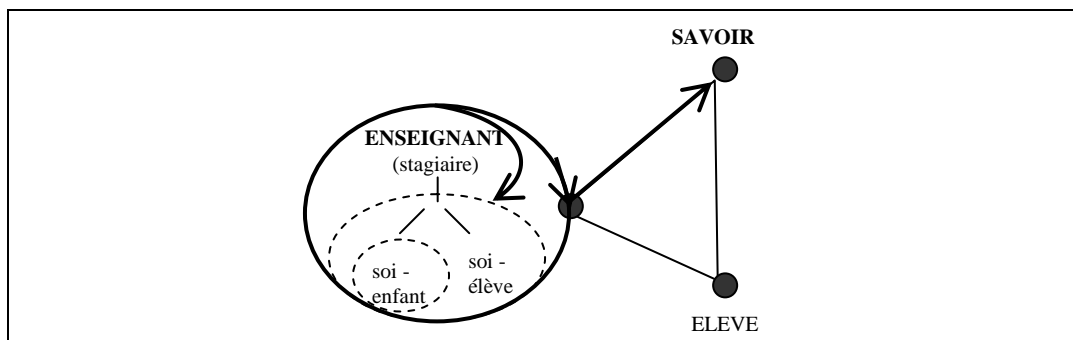 SAVOIR
ENSEIGNANT
(stagiaire)
soi -
enfant
soi -
élève
ELEVE